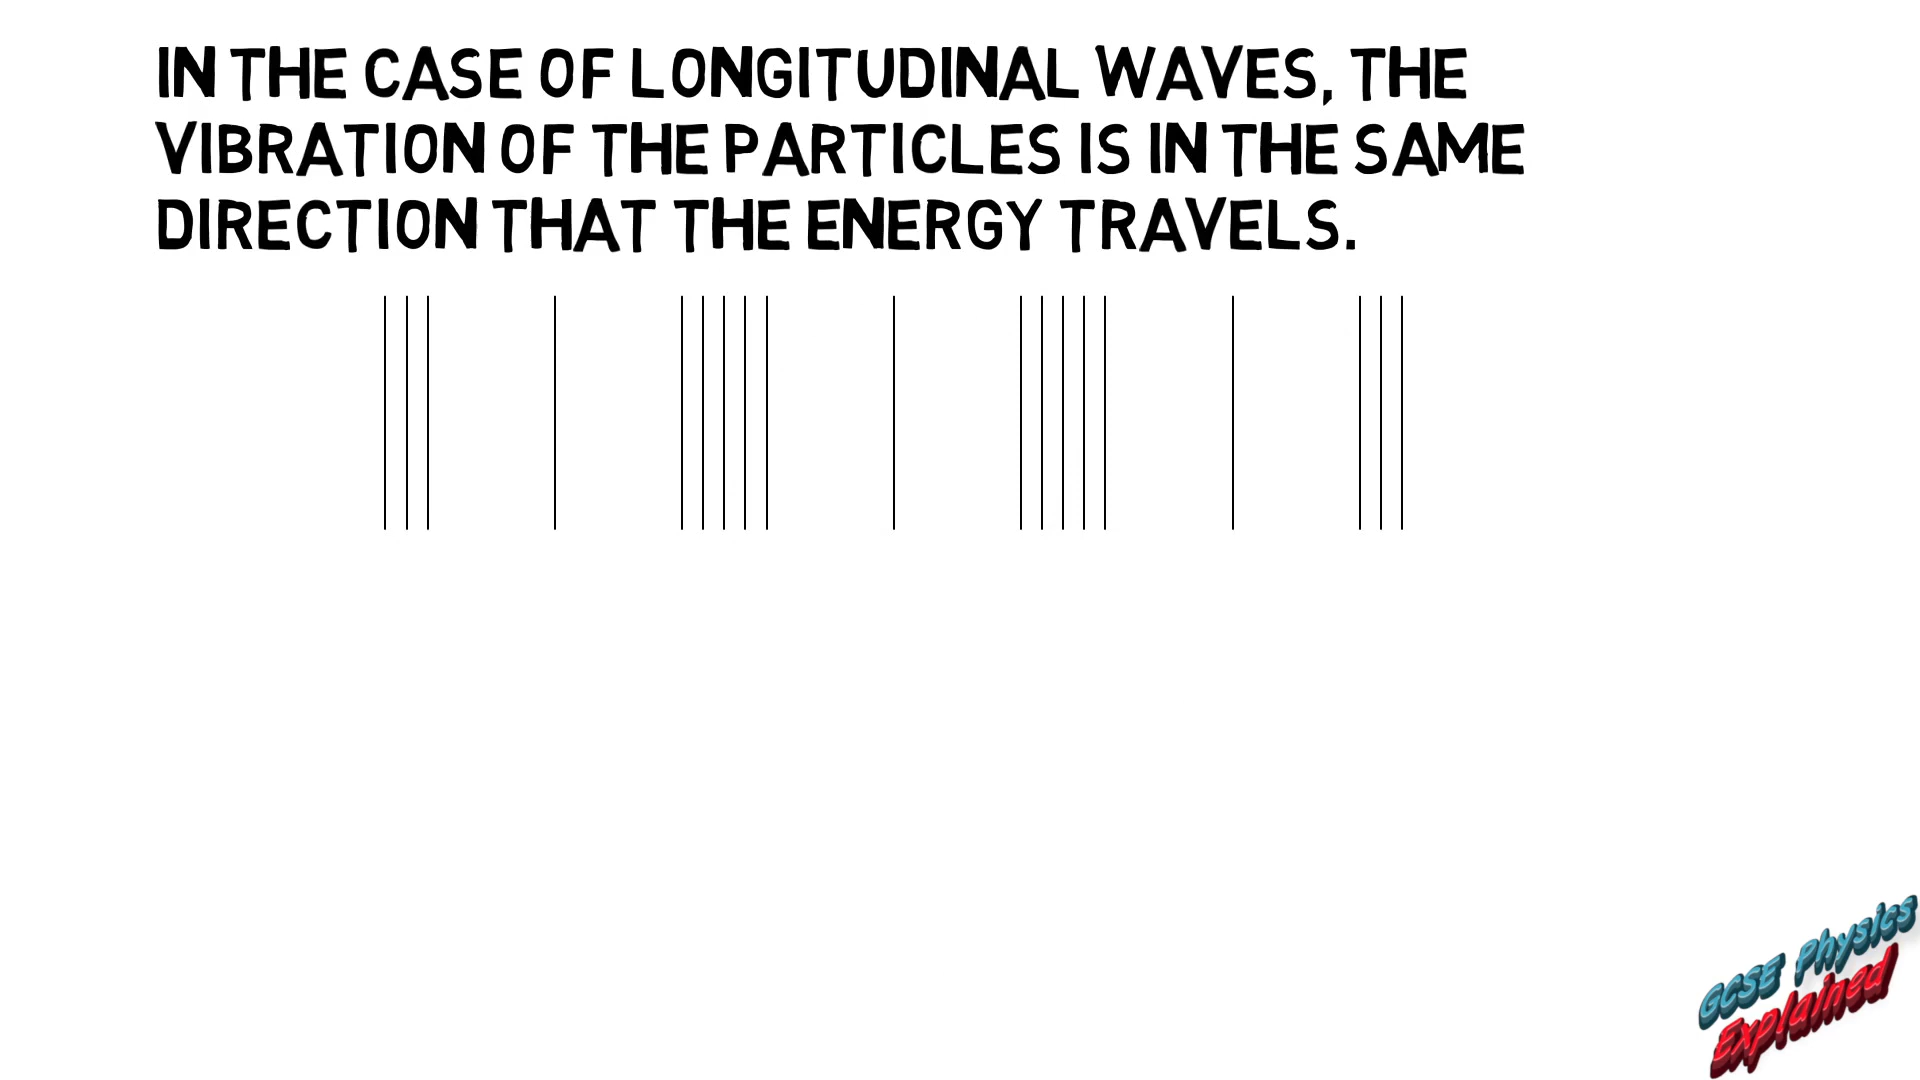 IN THE CASE OF LONGITUDINAL WAVES, THE
VIBRATION OF THE PARTICLES IS IN THE SAME
DIRECTION THAT THE ENERGY TRAVELS.
GCSE Physics
Explained